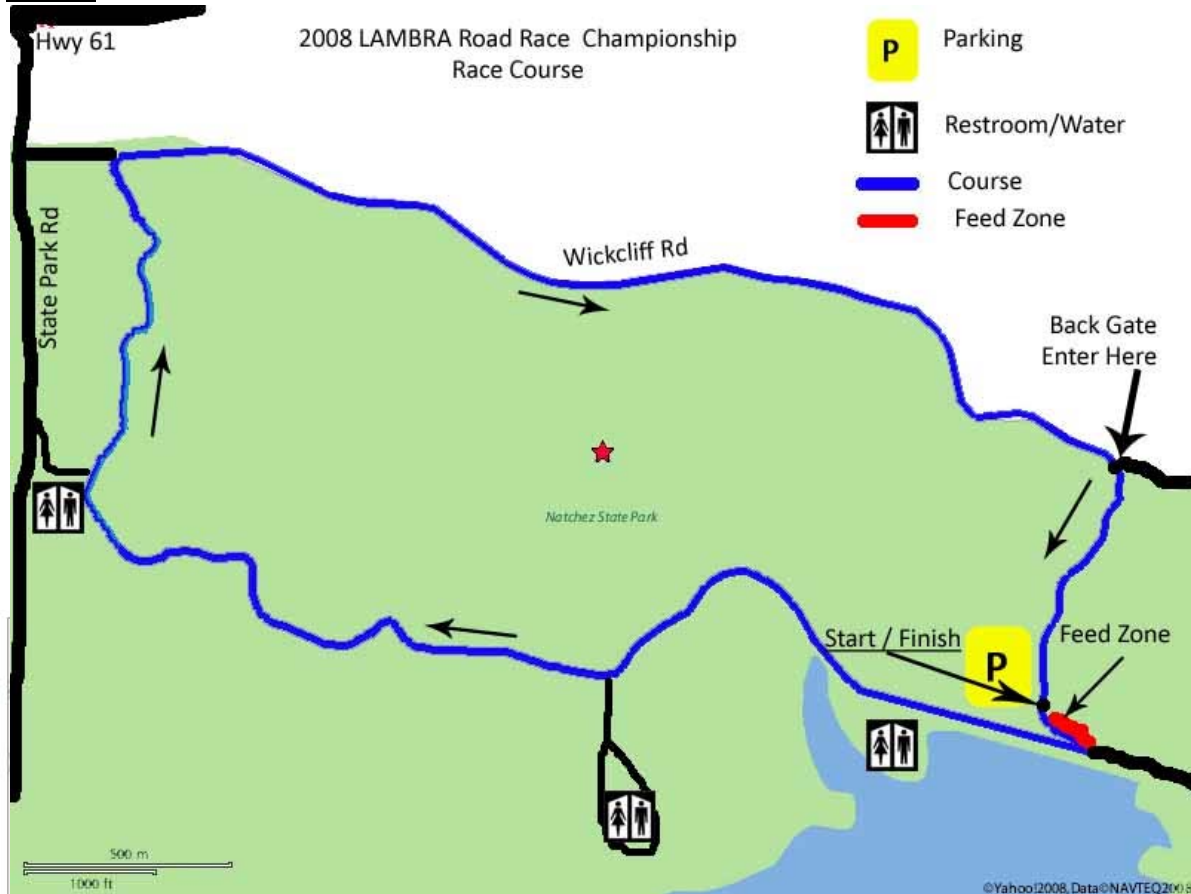 Hwy 61
2008 LAMBRA Road Race Championship
Race Course
P
Parking
Restroom/Water
Course
Feed Zone
State Park Rd
Wickcliff Rd
Back Gate
Enter Here
Natchez State Park
Start / Finish
P
Feed Zone
500 m
1000 ft
©Yahoo!2008, Data©NAVTEQ2008